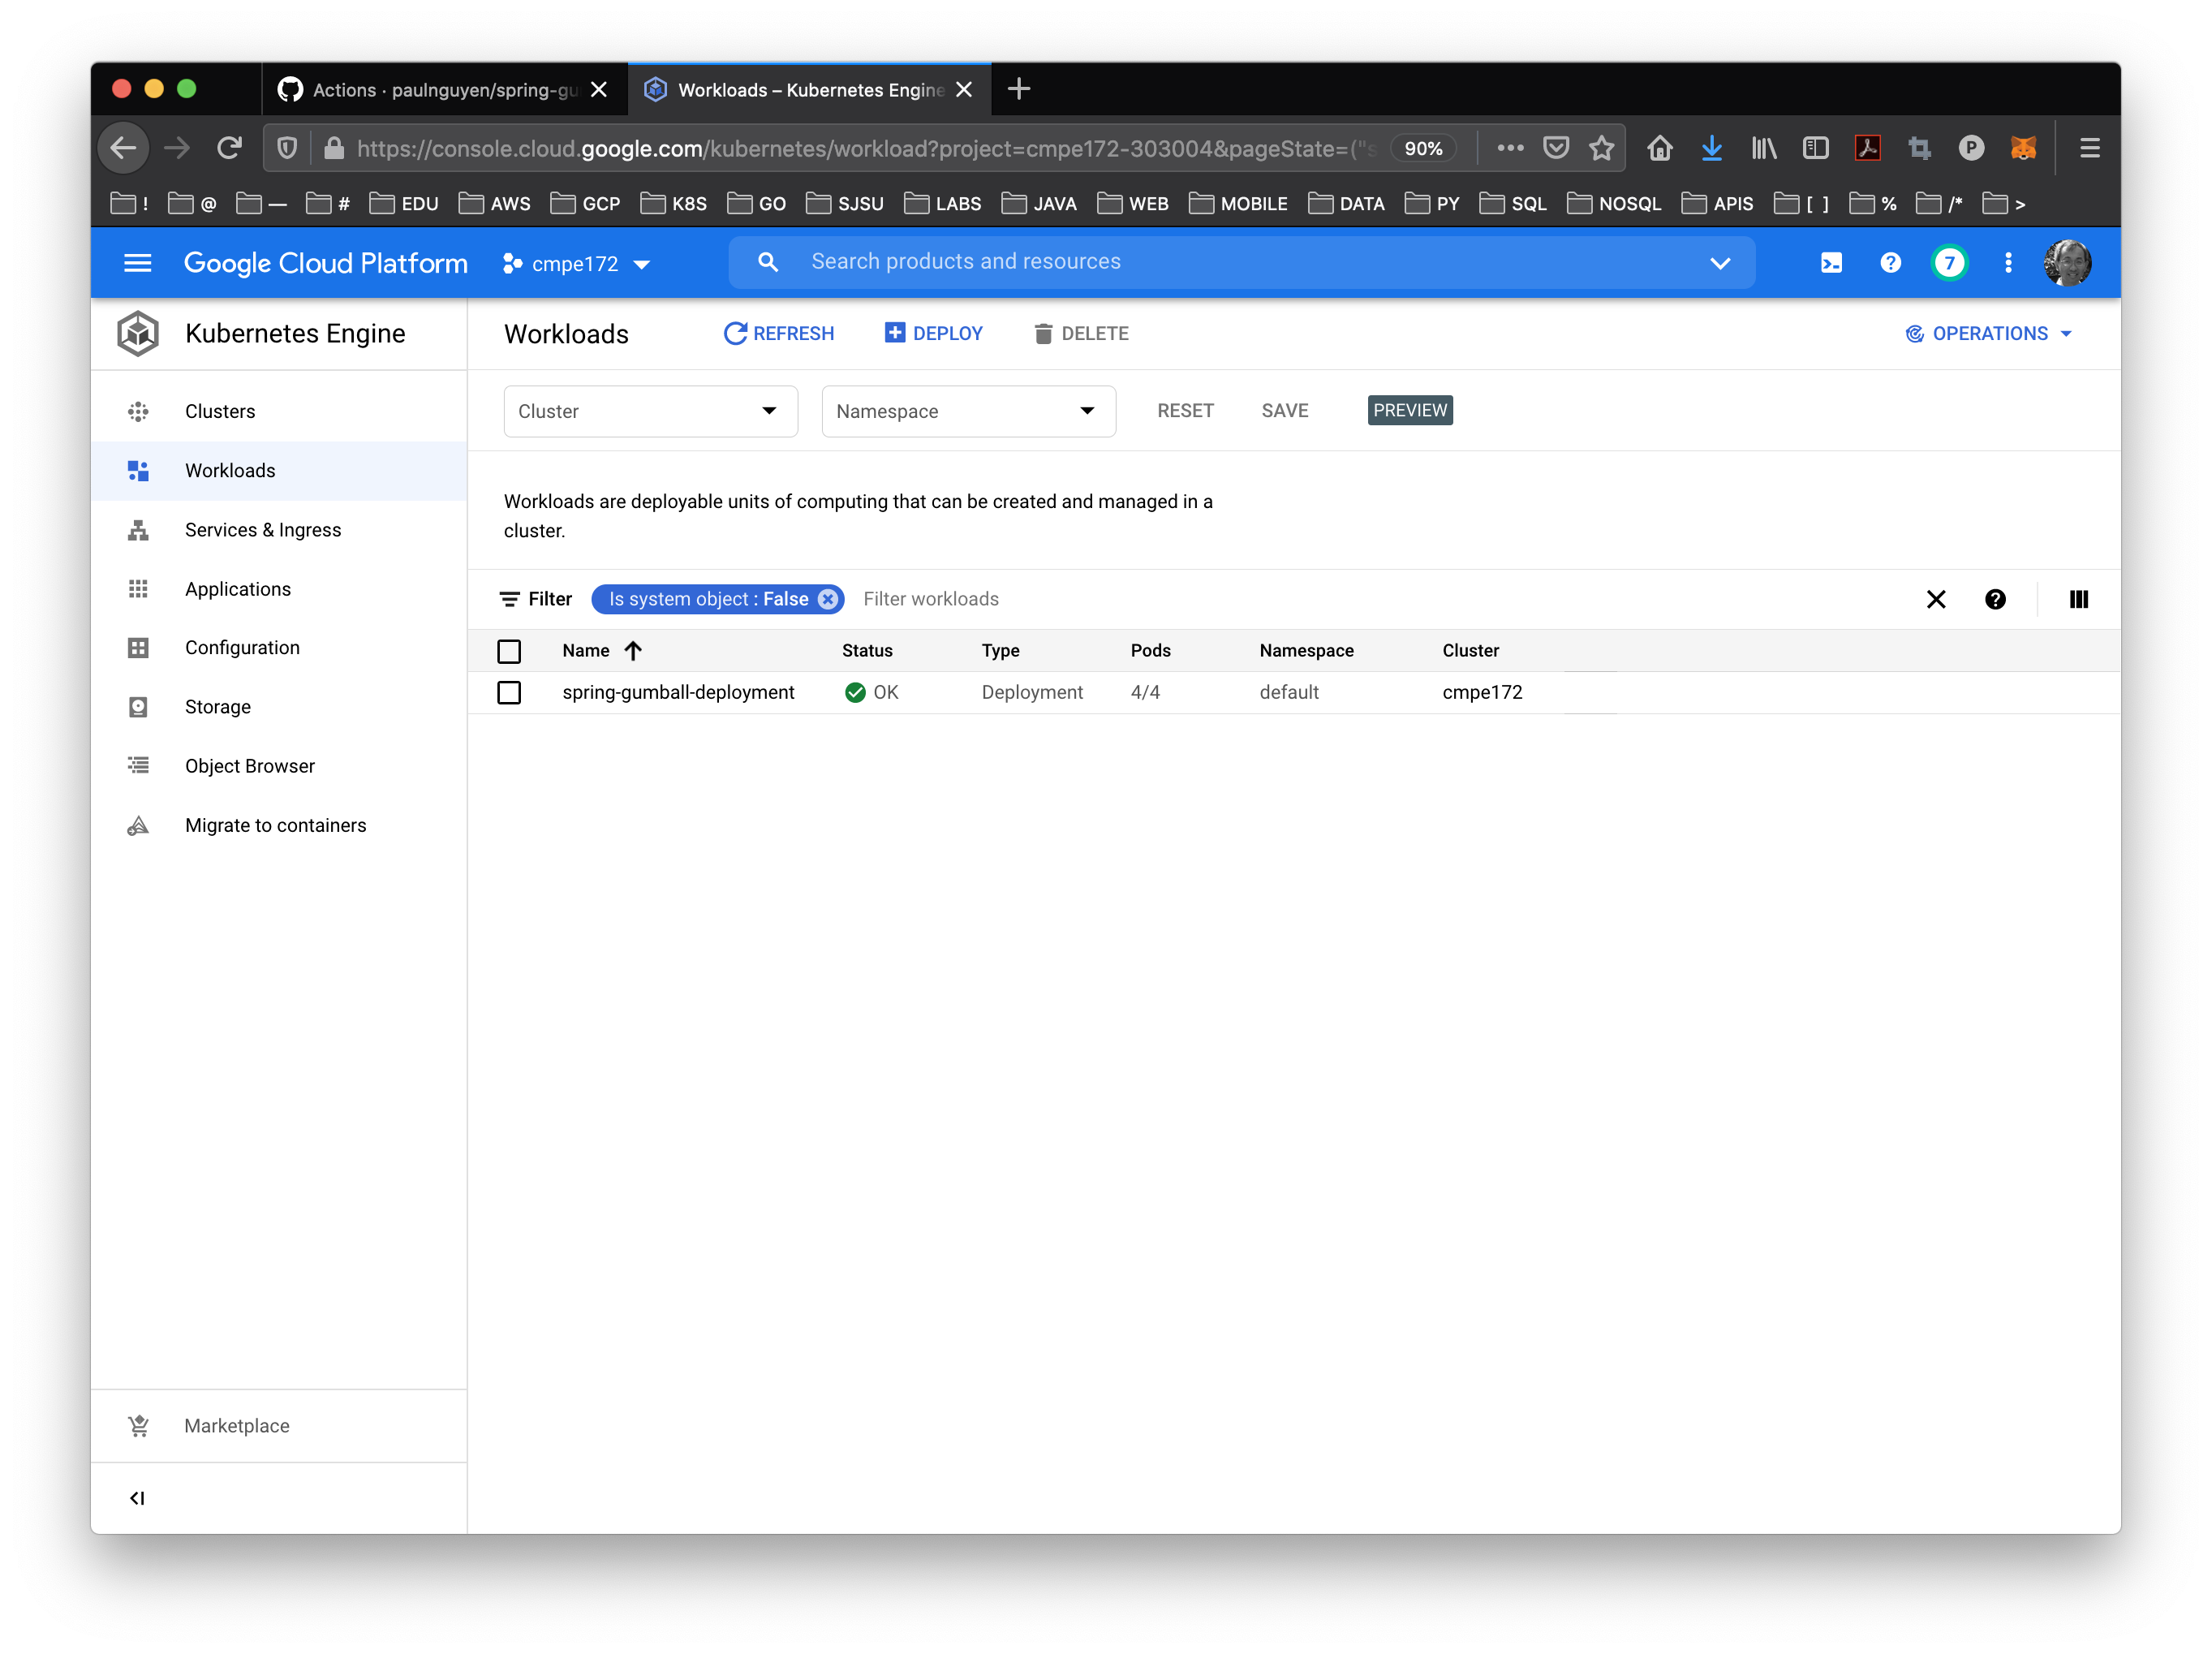 Actions · paulnguyen/spring-gu
Workloads – Kubernetes Engine
https://console.cloud.google.com/kubernetes/workload?project=cmpe172-303004&pageState=("s
90%
P
! @ — # EDU AWS GCP K8S GO SJSU LABS JAVA WEB MOBILE DATA PY SQL NOSQL APIS [ ] % /* >
Google Cloud Platform
cmpe172
Search products and resources
7
Kubernetes Engine
Workloads
REFRESH
DEPLOY
DELETE
OPERATIONS
Clusters
Workloads
Services & Ingress
Applications
Configuration
Storage
Object Browser
Migrate to containers
Marketplace
Cluster
Namespace
RESET
SAVE
PREVIEW
Workloads are deployable units of computing that can be created and managed in a
cluster.
Filter
Is system object : False
Filter workloads
Name Status Type Pods Namespace Cluster
spring-gumball-deployment OK Deployment 4/4 default cmpe172